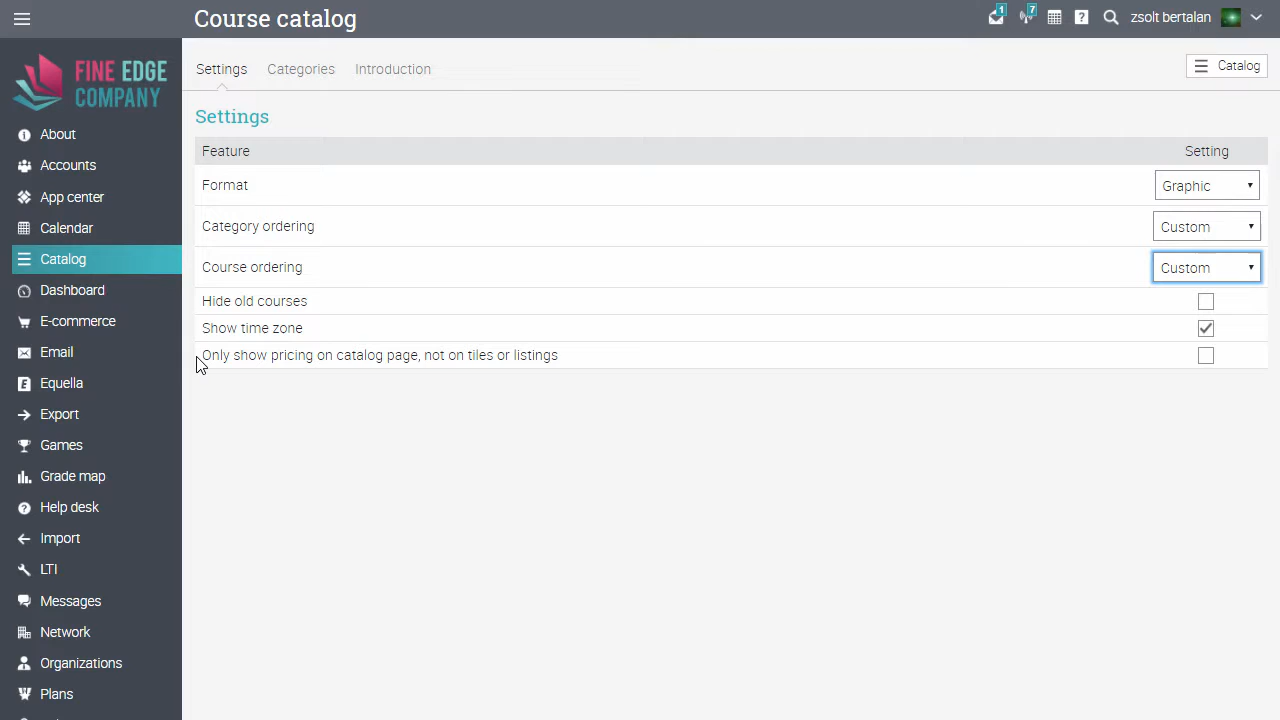 Course catalog
1
7
?
zsolt bertalan
FINE EDGE
COMPANY
About
Accounts
App center
Calendar
Catalog
Dashboard
E-commerce
Email
Equella
Export
Games
Grade map
Help desk
Import
LTI
Messages
Network
Organizations
Plans
Settings
Categories
Introduction
Catalog
Settings
Feature Setting
Format Graphic
Category ordering Custom
Course ordering Custom
Hide old courses
Show time zone
Only show pricing on catalog page, not on tiles or listings